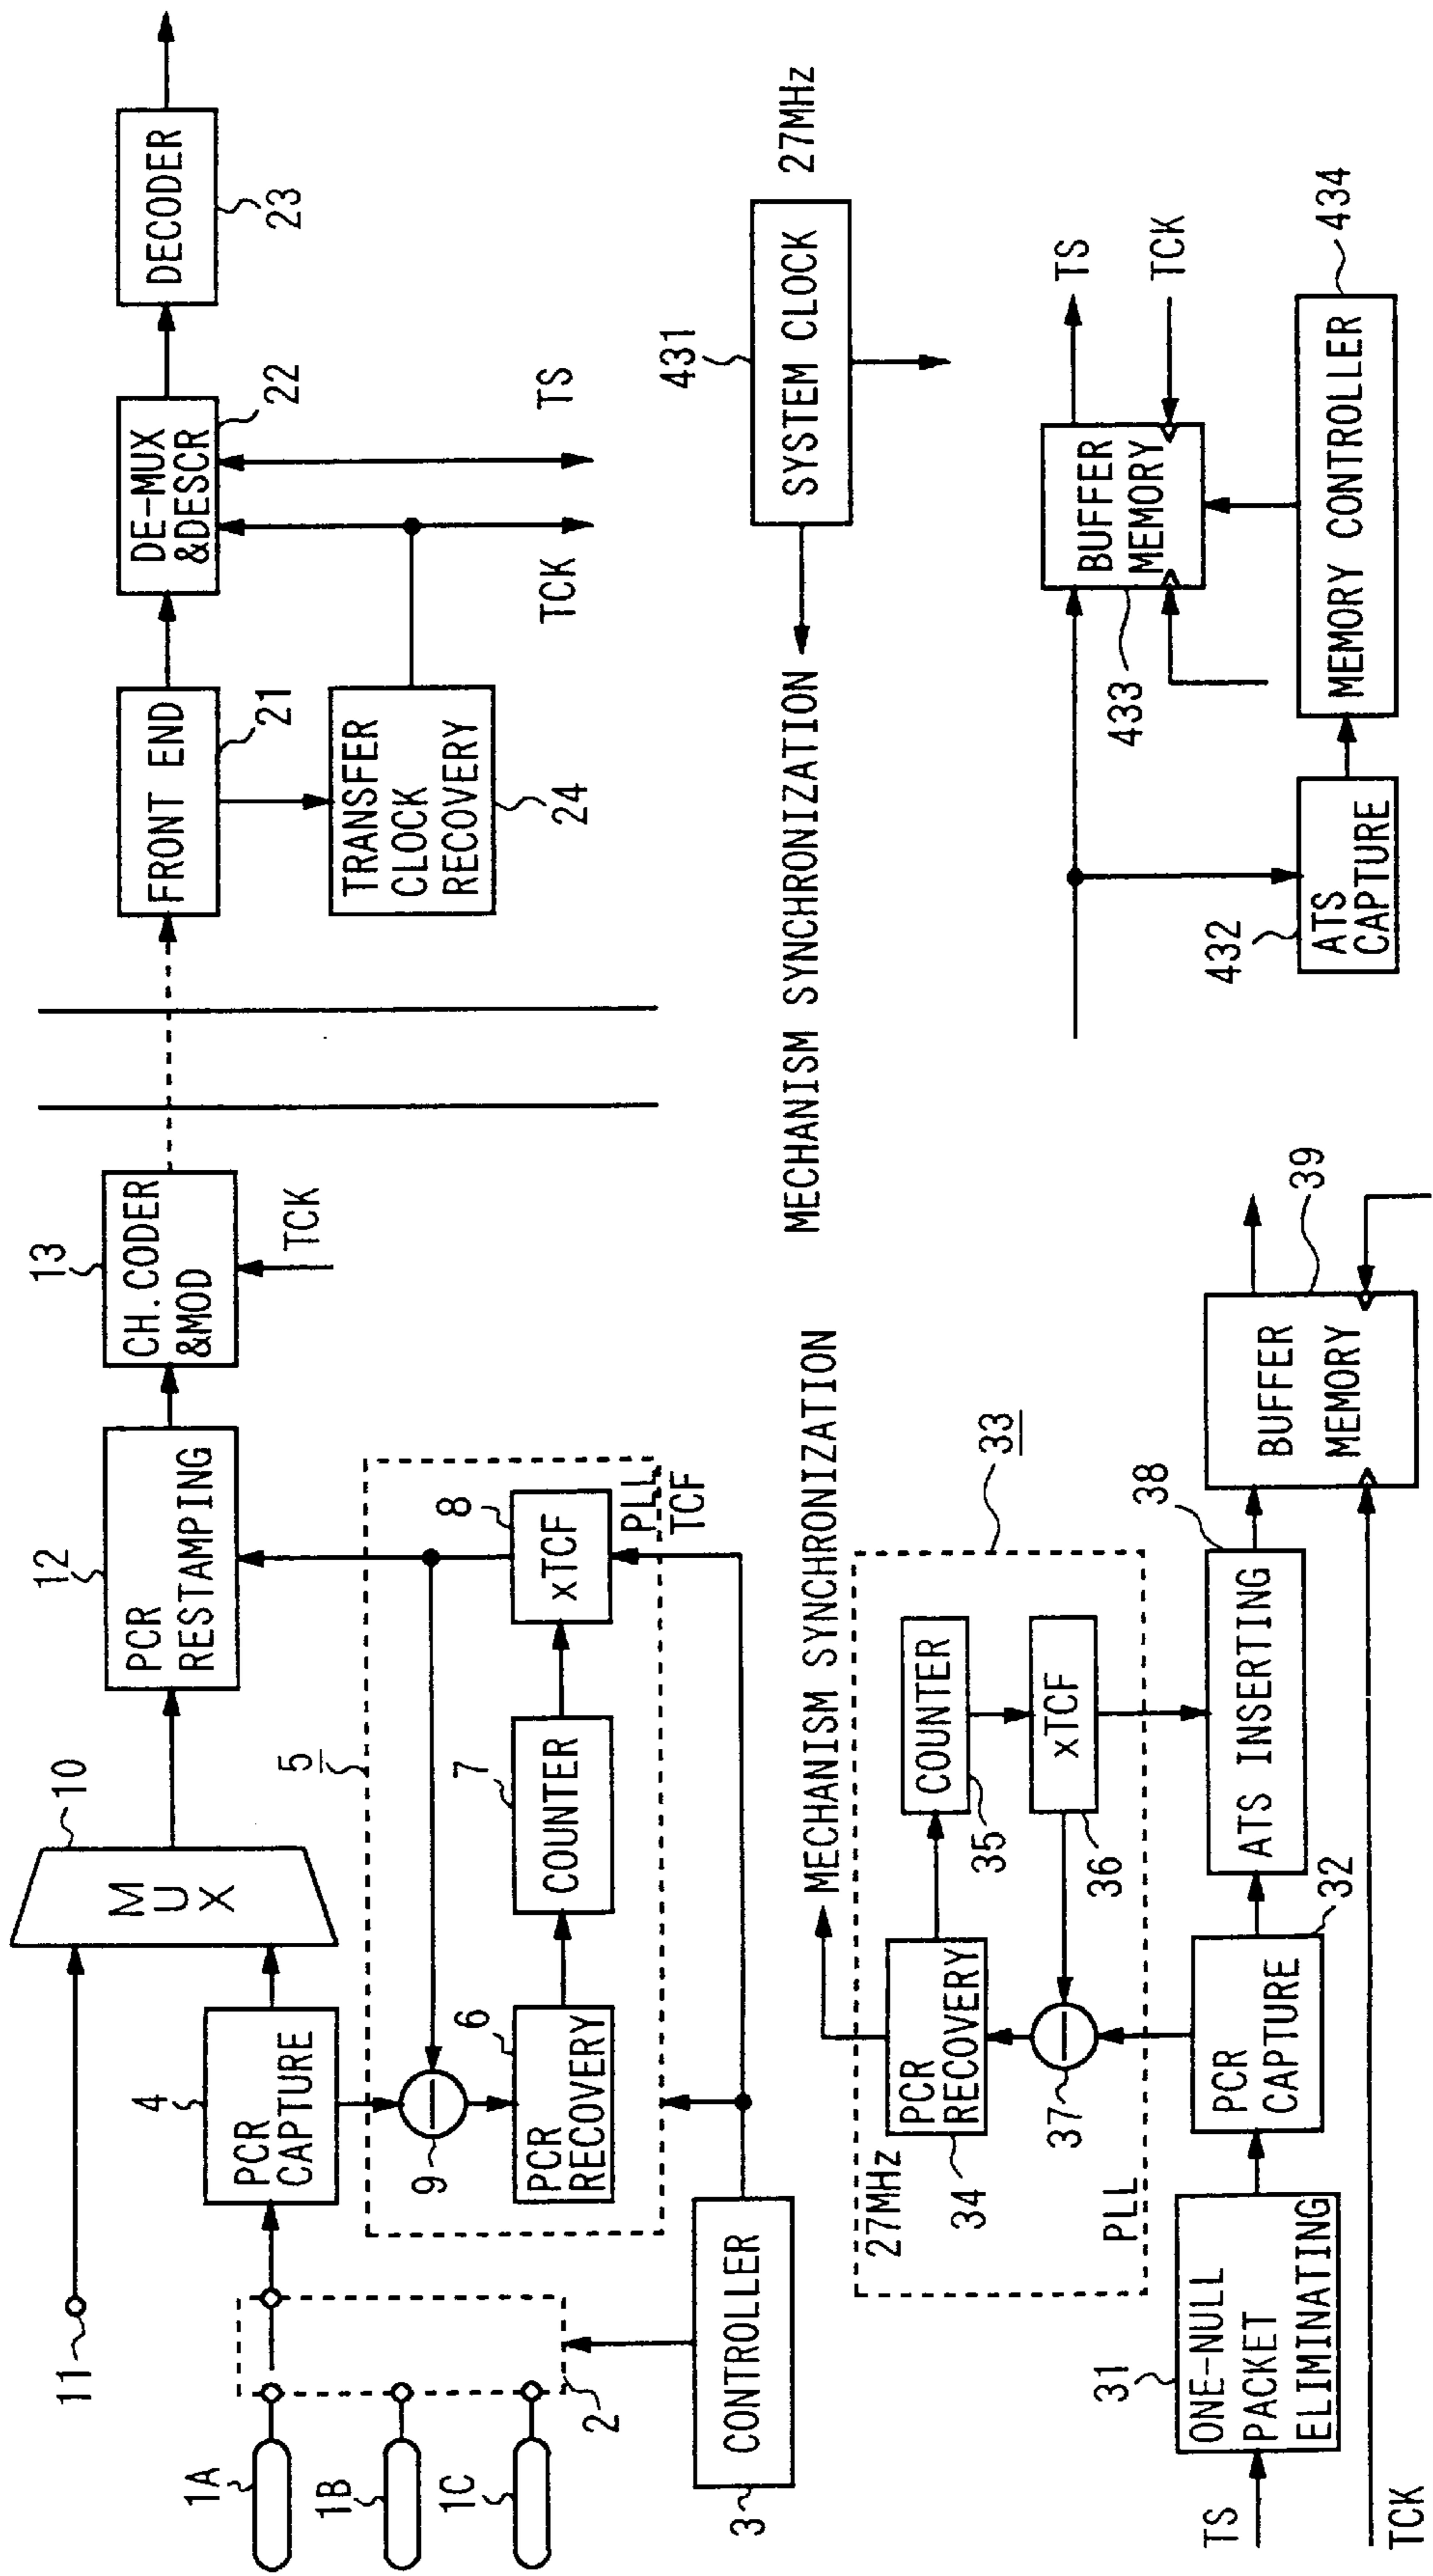 11
1A
1B
1C
2
3
CONTROLLER
4
PCR
CAPTURE
10
MUX
5
9
6
PCR
RECOVERY
7
COUNTER
8
xTCF
PLL
TCF
12
PCR
RESTAMPING
13
CH.CODER
&MOD
TCK
FRONT END
21
TRANSFER
CLOCK
RECOVERY
24
DE-MUX
&DESCR
22
TCK
TS
DECODER
23
TS
TCK
31
ONE-NULL
PACKET
ELIMINATING
PCR
CAPTURE
32
PLL
27MHz
34
PCR
RECOVERY
37
35
COUNTER
36
xTCF
33
MECHANISM SYNCHRONIZATION
ATS INSERTING
38
BUFFER
MEMORY
39
MECHANISM SYNCHRONIZATION
431
SYSTEM CLOCK
27MHz
432
ATS
CAPTURE
433
BUFFER
MEMORY
TS
TCK
MEMORY CONTROLLER
434